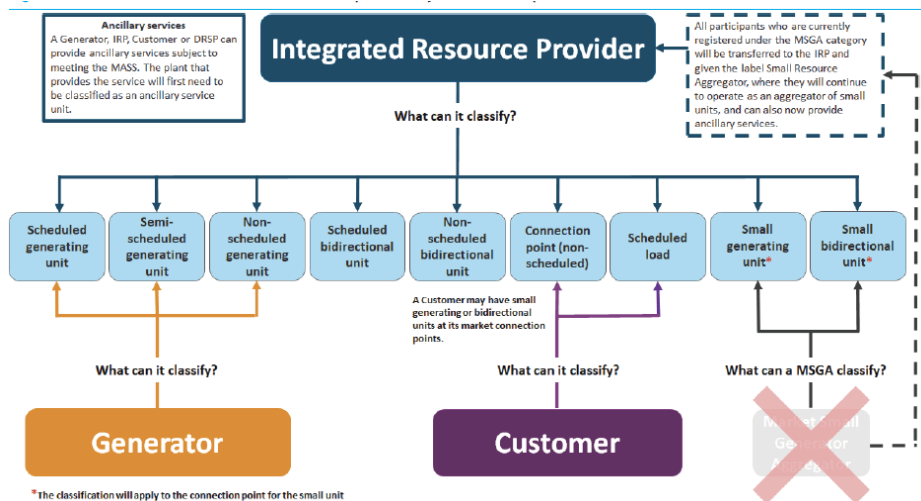 Ancillary services
A Generator, IRP, Customer or DRSP can
provide ancillary services subject to
meeting the MASS. The plant that
provides the service will first need to
be classified as an ancillary service
unit.
Integrated Resource Provider
All participants who are currently
registered under the MSGA category
will be transferred to the IRP and
given the label Small Resource
Aggregator, where they will continue
to operate as an aggregator of small
units, and can also now provide
ancillary services.
What can it classify?
Scheduled
generating
unit
Semi-
scheduled
generating
unit
Non-
scheduled
generating
unit
Scheduled
bidirectional
unit
Non-
scheduled
bidirectional
unit
Connection
point (non-
scheduled)
Scheduled
load
Small
generating
unit*
Small
bidirectional
unit*
A Customer may have small
generating or bidirectional
units at its market connection
points.
What can it classify?
What can it classify?
What can a MSGA classify?
Generator
Customer
Market Small
Generator
Aggregator
*The classification will apply to the connection point for the small unit